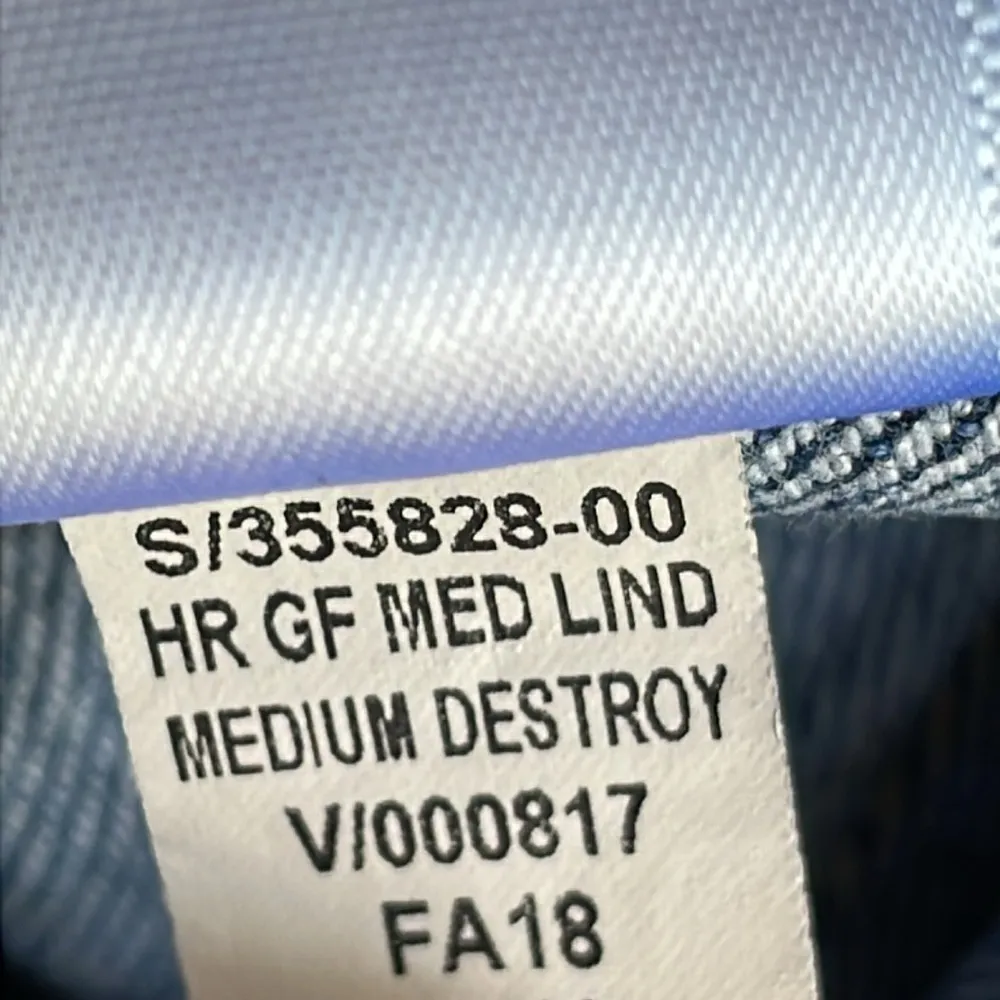 S/355828-00
HR GF MED LIND
MEDIUM DESTROY
V/000817
FA18